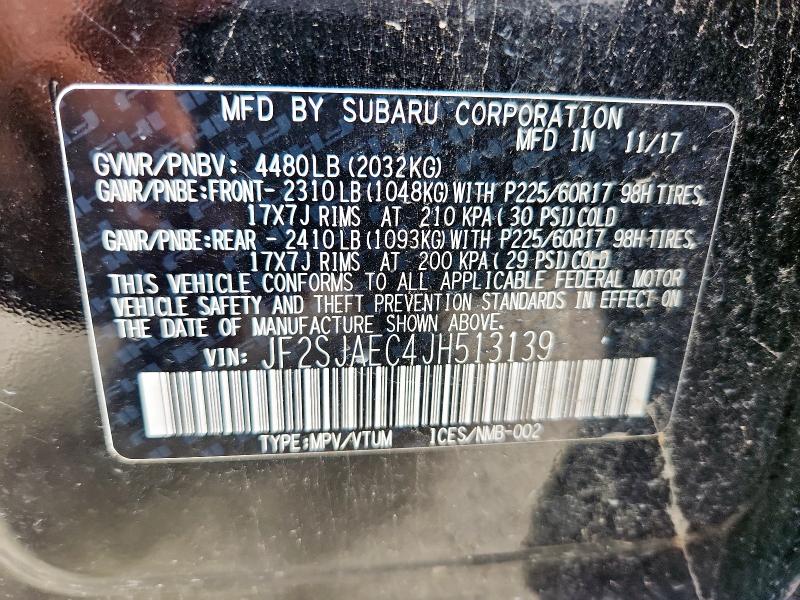 MFD BY SUBARU CORPORATION
MFD IN 11/17
GVWR/PNBV: 4480LB (2032KG)
GAWR/PNBE:FRONT- 2310LB (1048KG) WITH P225/60R17 98H TIRES,
17X7J RIMS AT 210 KPA (30 PSI) COLD
GAWR/PNBE:REAR - 2410LB (1093KG) WITH P225/60R17 98H TIRES,
17X7J RIMS AT 200 KPA (29 PSI) COLD
THIS VEHICLE CONFORMS TO ALL APPLICABLE FEDERAL MOTOR
VEHICLE SAFETY AND THEFT PREVENTION STANDARDS IN EFFECT ON
THE DATE OF MANUFACTURE SHOWN ABOVE.
VIN: JF2SJAEC4JH513139
TYPE:MPV/VTUM ICES/NMB-002